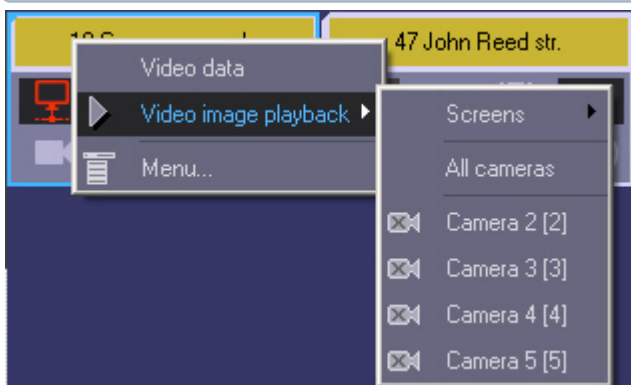 47 John Reed str.
Video data
Video image playback
Menu...
Screens
All cameras
Camera 2 [2]
Camera 3 [3]
Camera 4 [4]
Camera 5 [5]